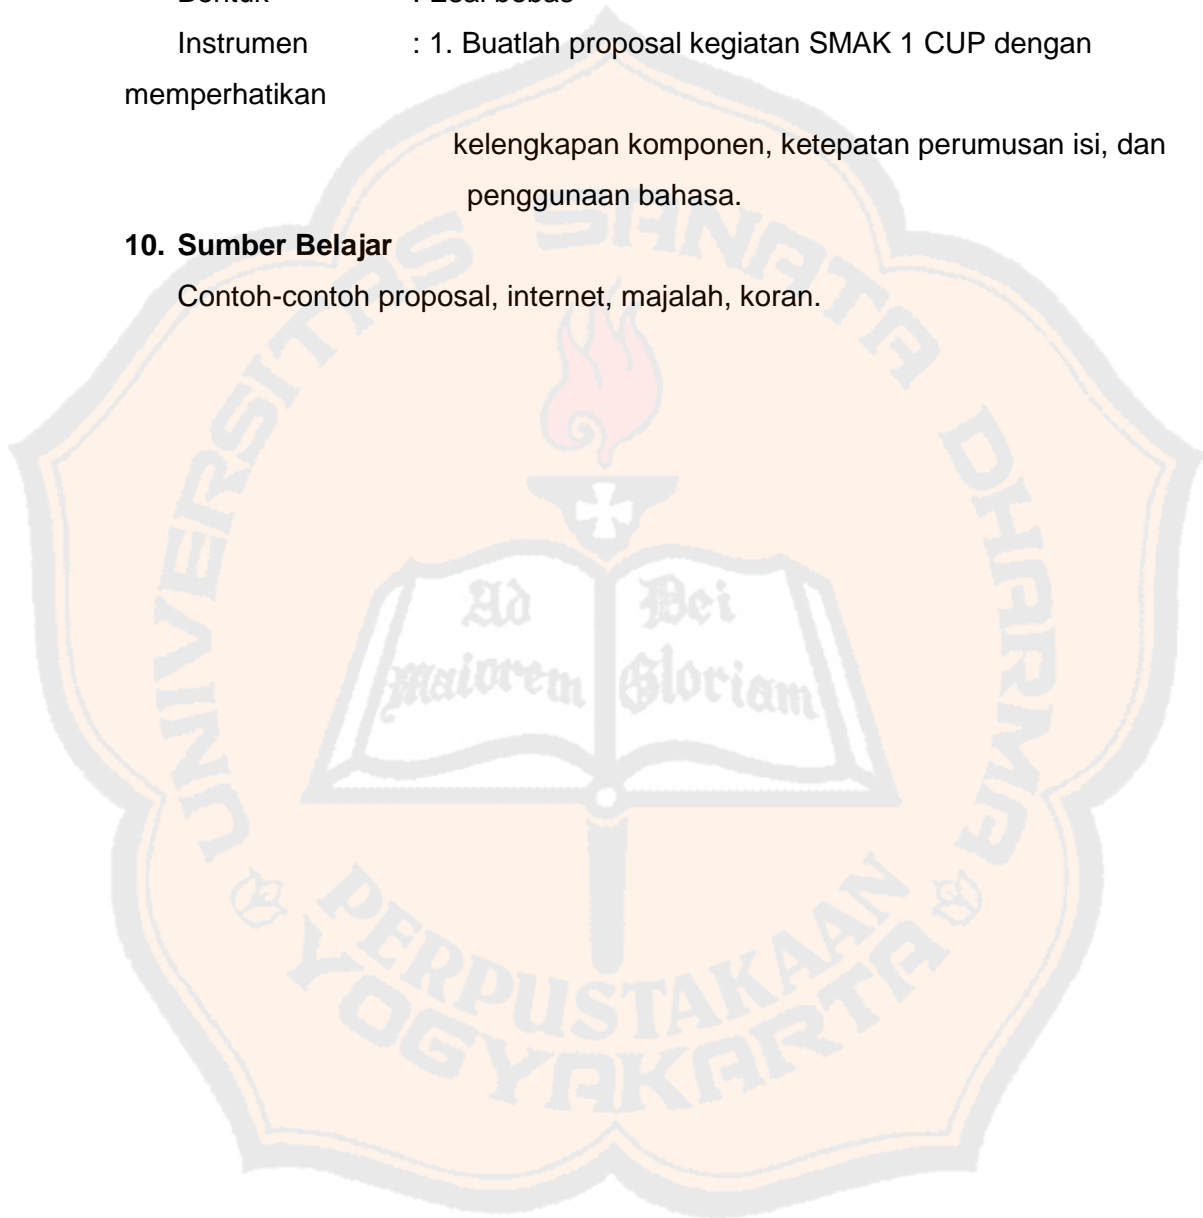 Instrumen : 1. Buatlah proposal kegiatan SMAK 1 CUP dengan
memperhatikan
kelengkapan komponen, ketepatan perumusan isi, dan
penggunaan bahasa.
10. Sumber Belajar
Contoh-contoh proposal, internet, majalah, koran.
UNIVERSITAS SANATA DHARMA
Ad Dei
Maiorem Gloriam
PERPUSTAKAAN
YOGYAKARTA